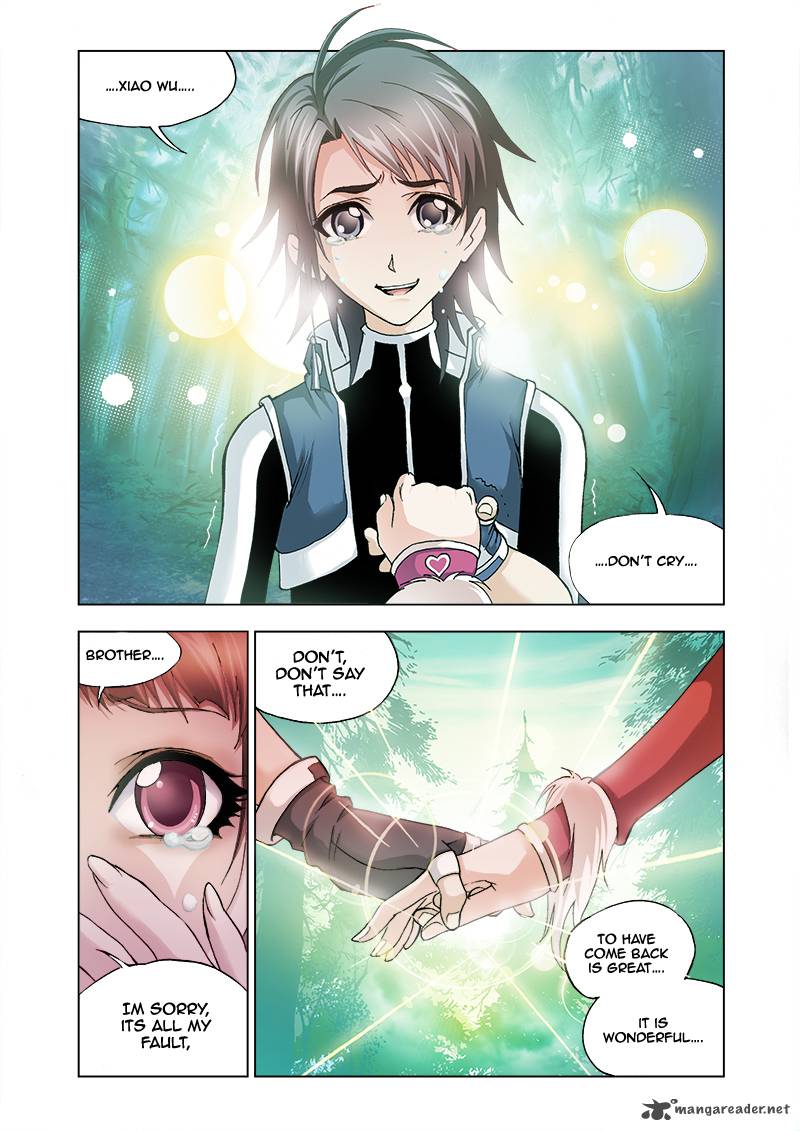 ....XIAO WU.....
....DON'T CRY....
BROTHER....
IM SORRY,
ITS ALL MY
FAULT,
DON'T,
DON'T SAY
THAT....
TO HAVE
COME BACK
IS GREAT....
IT IS
WONDERFUL....
mangareader.net